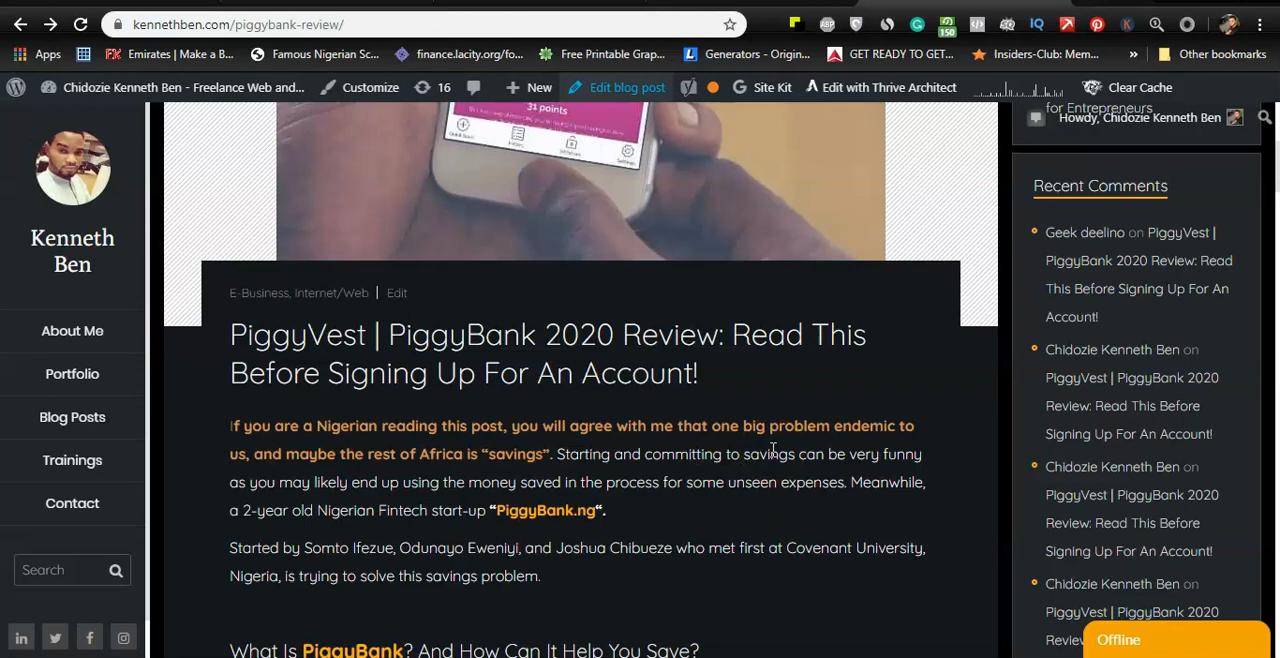 kennethben.com/piggybank-review/
ABP
150
IQ
K
Apps
Emirates | Make a B...
Famous Nigerian Sc...
finance.lacity.org/fo...
Free Printable Grap...
Generators - Origin...
GET READY TO GET...
Insiders-Club: Mem...
»
Other bookmarks
Chidozie Kenneth Ben - Freelance Web and...
Customize
16
New
Edit blog post
Site Kit
Edit with Thrive Architect
Clear Cache
for Entrepreneurs
Howdy, Chidozie Kenneth Ben
31 points
Settings
Kenneth
Ben
About Me
Portfolio
Blog Posts
Trainings
Contact
Search
E-Business, Internet/Web | Edit
PiggyVest | PiggyBank 2020 Review: Read This
Before Signing Up For An Account!
If you are a Nigerian reading this post, you will agree with me that one big problem endemic to
us, and maybe the rest of Africa is “savings”. Starting and committing to savings can be very funny
as you may likely end up using the money saved in the process for some unseen expenses. Meanwhile,
a 2-year old Nigerian Fintech start-up “PiggyBank.ng“.
Started by Somto Ifezue, Odunayo Eweniyi, and Joshua Chibueze who met first at Covenant University,
Nigeria, is trying to solve this savings problem.
What Is PiggyBank? And How Can It Help You Save?
Recent Comments
Geek deelino on PiggyVest |
PiggyBank 2020 Review: Read
This Before Signing Up For An
Account!
Chidozie Kenneth Ben on
PiggyVest | PiggyBank 2020
Review: Read This Before
Signing Up For An Account!
Chidozie Kenneth Ben on
PiggyVest | PiggyBank 2020
Review: Read This Before
Signing Up For An Account!
Chidozie Kenneth Ben on
PiggyVest | PiggyBank 2020
Offline